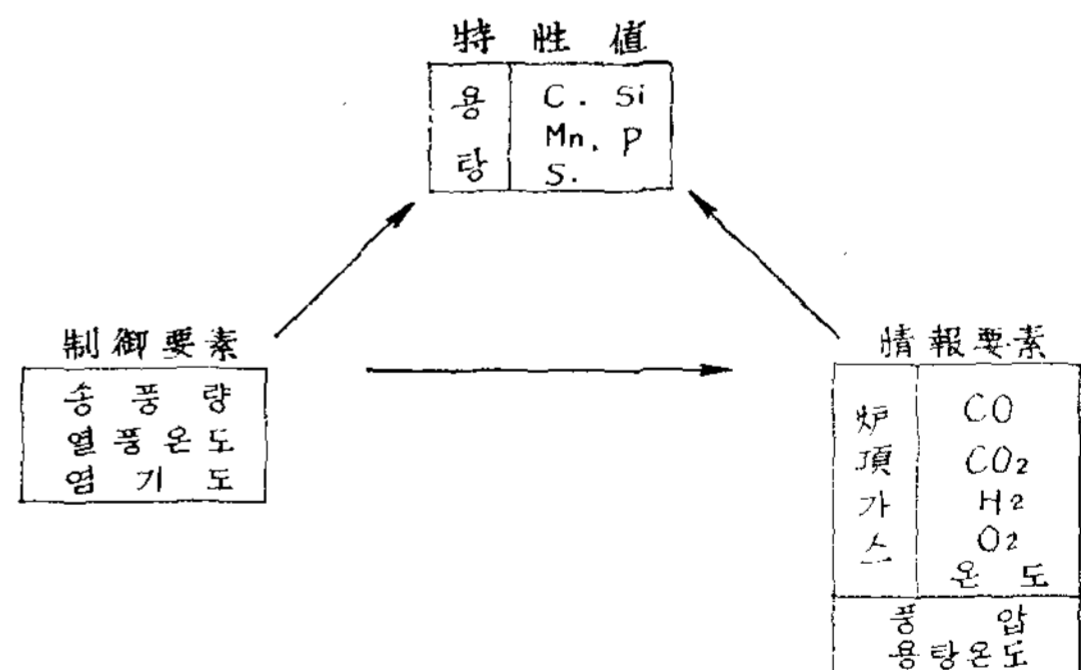 特性値
용탕
C. Si
Mn. P
S.
制御要素
송풍량
열풍온도
염기도
情報要素
炉頂가스
CO
CO2
H2
O2
온도
풍압
용탕온도